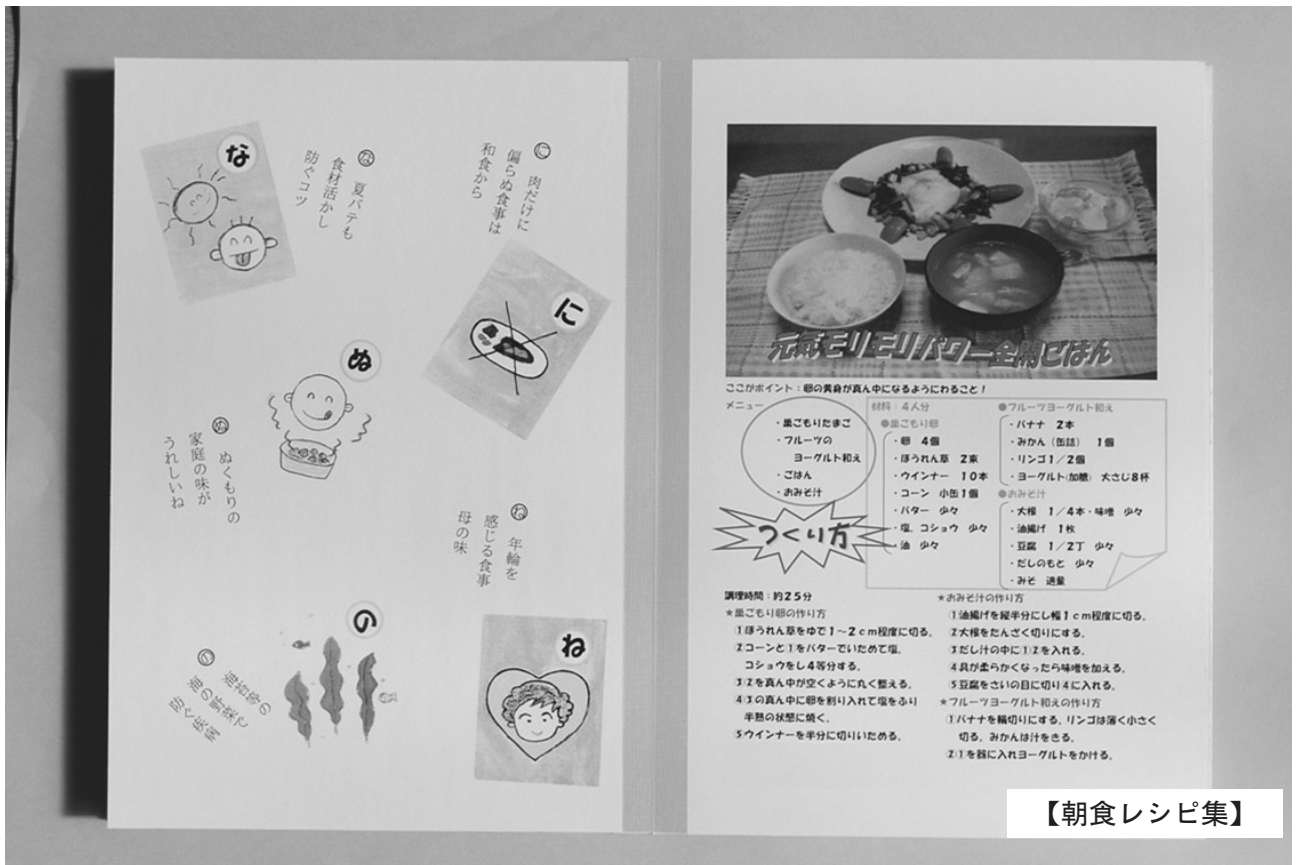 な
㋤ 夏バテも
食材活かし
防ぐコツ
㋥ 肉だけに
偏らぬ食事は
和食から
に
ぬ
㋦ ぬくもりの
家庭の味が
うれしいね
㋧ 年輪を
感じる食事
母の味
ね
の
㋨ 海苔等の
海の野菜で
防ぐ疾病
元気モリモリパワー全開ごはん
ここがポイント：卵の黄身が真ん中になるようにわること！
メニュー
・巣ごもりたまご
・フルーツの
ヨーグルト和え
・ごはん
・おみそ汁
材料：4人分
●巣ごもり卵
・卵 4個
・ほうれん草 2束
・ウインナー 10本
・コーン 小缶1個
・バター 少々
・塩、コショウ 少々
・油 少々
●フルーツヨーグルト和え
・バナナ 2本
・みかん（缶詰） 1個
・リンゴ1／2個
・ヨーグルト(加糖) 大さじ8杯
●おみそ汁
・大根 1／4本・味噌 少々
・油揚げ 1枚
・豆腐 1／2丁 少々
・だしのもと 少々
・みそ 適量
つくり方
調理時間：約25分
★巣ごもり卵の作り方
①ほうれん草をゆで1～2cm程度に切る。
②コーンと①をバターでいためて塩、
コショウをし4等分する。
③②を真ん中が空くように丸く整える。
④③の真ん中に卵を割り入れて塩をふり
半熟の状態に焼く。
⑤ウインナーを半分に切りいためる。
★おみそ汁の作り方
①油揚げを縦半分にし幅1cm程度に切る。
②大根をたんざく切りにする。
③だし汁の中に①②を入れる。
④具が柔らかくなったら味噌を加える。
⑤豆腐をさいの目に切り④に入れる。
★フルーツヨーグルト和えの作り方
①バナナを輪切りにする。リンゴは薄く小さく
切る。みかんは汁をきる。
②①を器に入れヨーグルトをかける。
【朝食レシピ集】